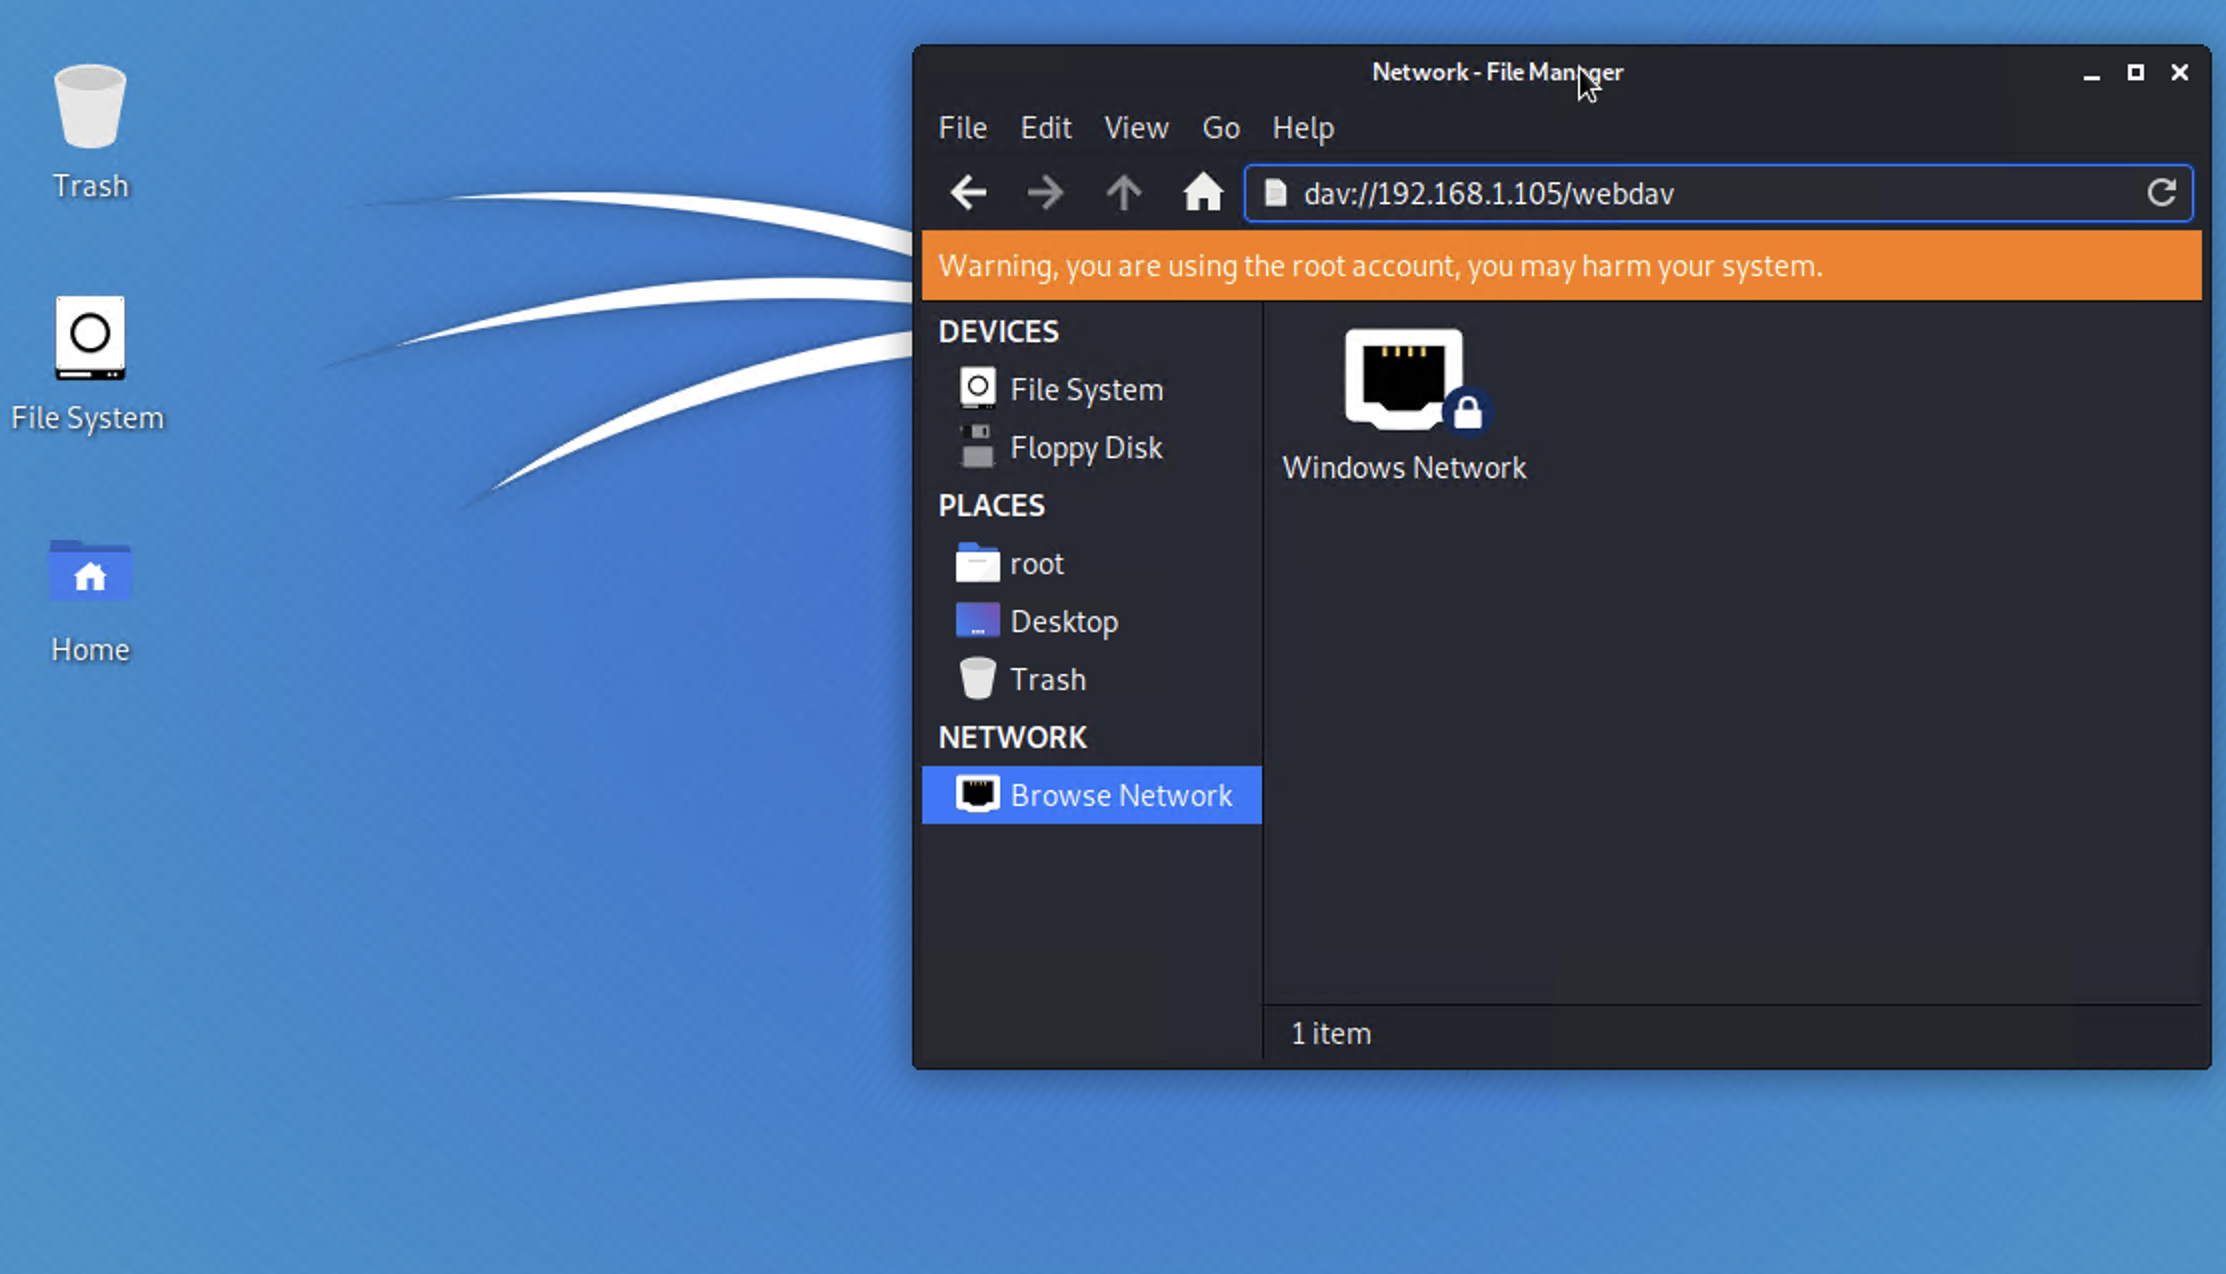 Trash
File System
Home
Network - File Manager
File Edit View Go Help
dav://192.168.1.105/webdav
Warning, you are using the root account, you may harm your system.
DEVICES
File System
Floppy Disk
PLACES
root
Desktop
Trash
NETWORK
Browse Network
Windows Network
1 item